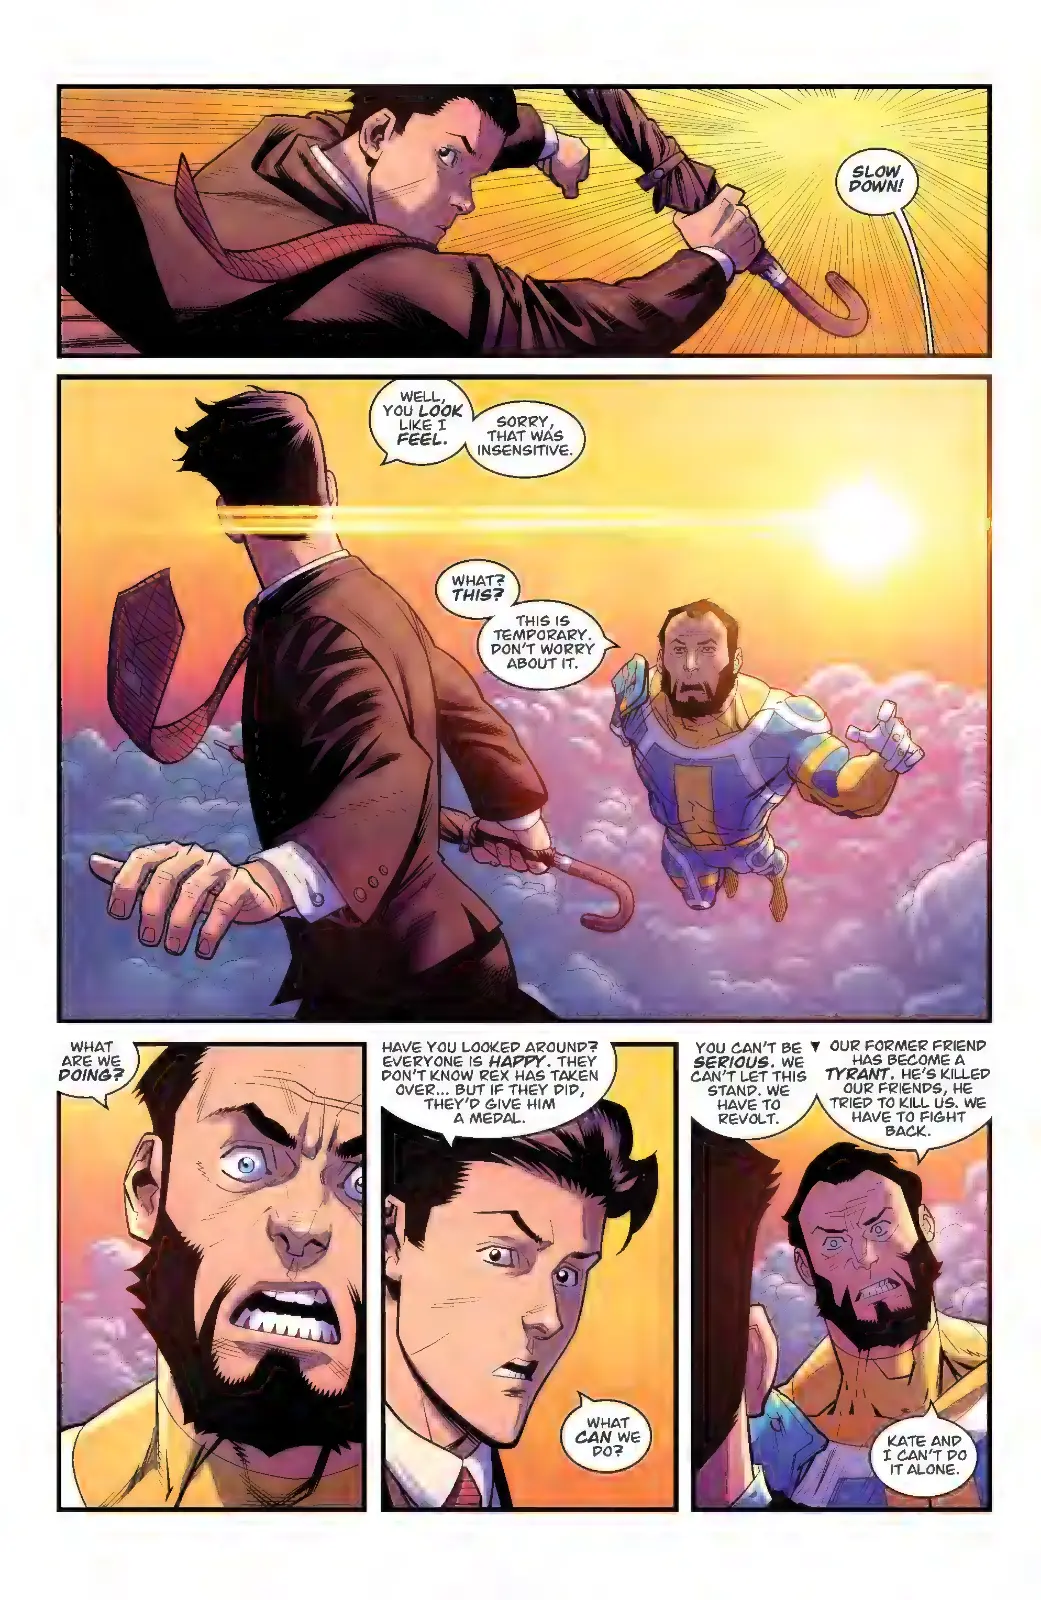 SLOW
DOWN!
WELL,
YOU LOOK
LIKE I
FEEL.
SORRY,
THAT WAS
INSENSITIVE.
WHAT?
THIS?
THIS IS
TEMPORARY.
DON'T WORRY
ABOUT IT.
WHAT
ARE WE
DOING?
HAVE YOU LOOKED AROUND?
EVERYONE IS HAPPY. THEY
DON'T KNOW REX HAS TAKEN
OVER... BUT IF THEY DID,
THEY'D GIVE HIM
A MEDAL.
WHAT
CAN WE
DO?
YOU CAN'T BE
SERIOUS. WE
CAN'T LET THIS
STAND. WE
HAVE TO
REVOLT.
OUR FORMER FRIEND
HAS BECOME A
TYRANT. HE'S KILLED
OUR FRIENDS, HE
TRIED TO KILL US. WE
HAVE TO FIGHT
BACK.
KATE AND
I CAN'T DO
IT ALONE.